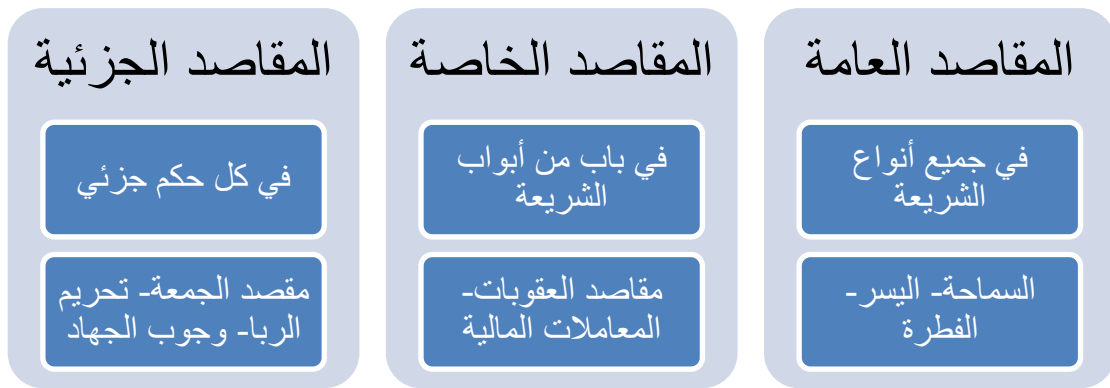 المقاصد العامة
في جميع أنواع
الشريعة
السماحة- اليسر-
الفطرة
المقاصد الخاصة
في باب من أبواب
الشريعة
مقاصد العقوبات-
المعاملات المالية
المقاصد الجزئية
في كل حكم جزئي
مقصد الجمعة- تحريم
الربا- وجوب الجهاد